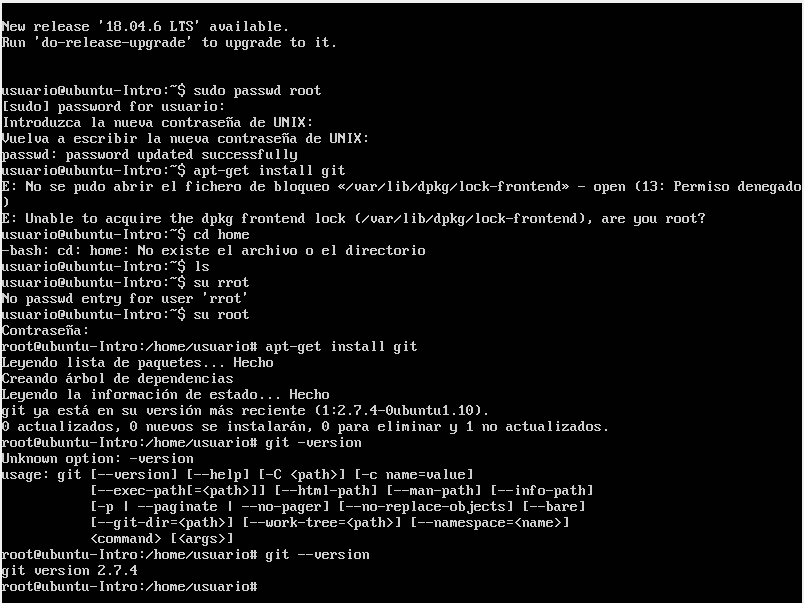 New release '18.04.6 LTS' available.
Run 'do-release-upgrade' to upgrade to it.
usuario@ubuntu-Intro:~$ sudo passwd root
[sudo] password for usuario:
Introduzca la nueva contraseña de UNIX:
Vuelva a escribir la nueva contraseña de UNIX:
passwd: password updated successfully
usuario@ubuntu-Intro:~$ apt-get install git
E: No se pudo abrir el fichero de bloqueo «/var/lib/dpkg/lock-frontend» - open (13: Permiso denegado
)
E: Unable to acquire the dpkg frontend lock (/var/lib/dpkg/lock-frontend), are you root?
usuario@ubuntu-Intro:~$ cd home
-bash: cd: home: No existe el archivo o el directorio
usuario@ubuntu-Intro:~$ ls
usuario@ubuntu-Intro:~$ su rrot
No passwd entry for user 'rrot'
usuario@ubuntu-Intro:~$ su root
Contraseña:
root@ubuntu-Intro:/home/usuario# apt-get install git
Leyendo lista de paquetes... Hecho
Creando árbol de dependencias
Leyendo la información de estado... Hecho
git ya está en su versión más reciente (1:2.7.4-0ubuntu1.10).
0 actualizados, 0 nuevos se instalarán, 0 para eliminar y 1 no actualizados.
root@ubuntu-Intro:/home/usuario# git -version
Unknown option: -version
usage: git [--version] [--help] [-C <path>] [-c name=value]
           [--exec-path[=<path>]] [--html-path] [--man-path] [--info-path]
           [-p | --paginate | --no-pager] [--no-replace-objects] [--bare]
           [--git-dir=<path>] [--work-tree=<path>] [--namespace=<name>]
           <command> [<args>]
root@ubuntu-Intro:/home/usuario# git --version
git version 2.7.4
root@ubuntu-Intro:/home/usuario#